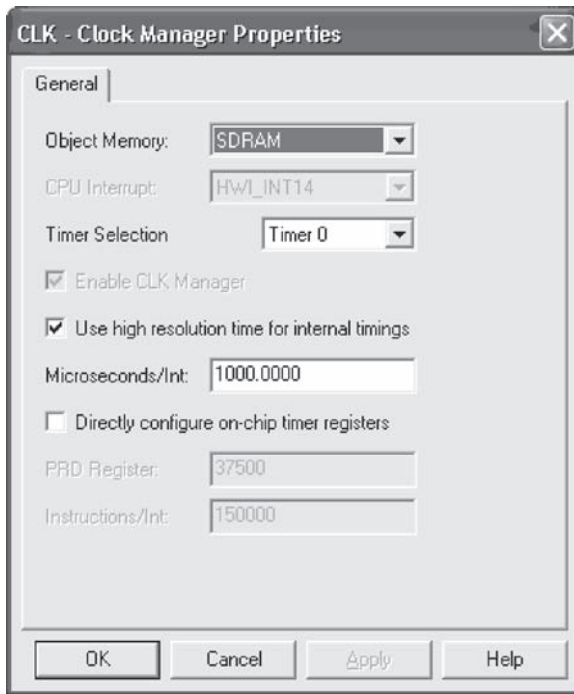 CLK - Clock Manager Properties
General
Object Memory: SDRAM
CPU Interrupt: HWI_INT14
Timer Selection Timer 0
Enable CLK Manager
Use high resolution time for internal timings
Microseconds/Int: 1000.0000
Directly configure on-chip timer registers
PRD Register: 37500
Instructions/Int: 150000
OK Cancel Apply Help